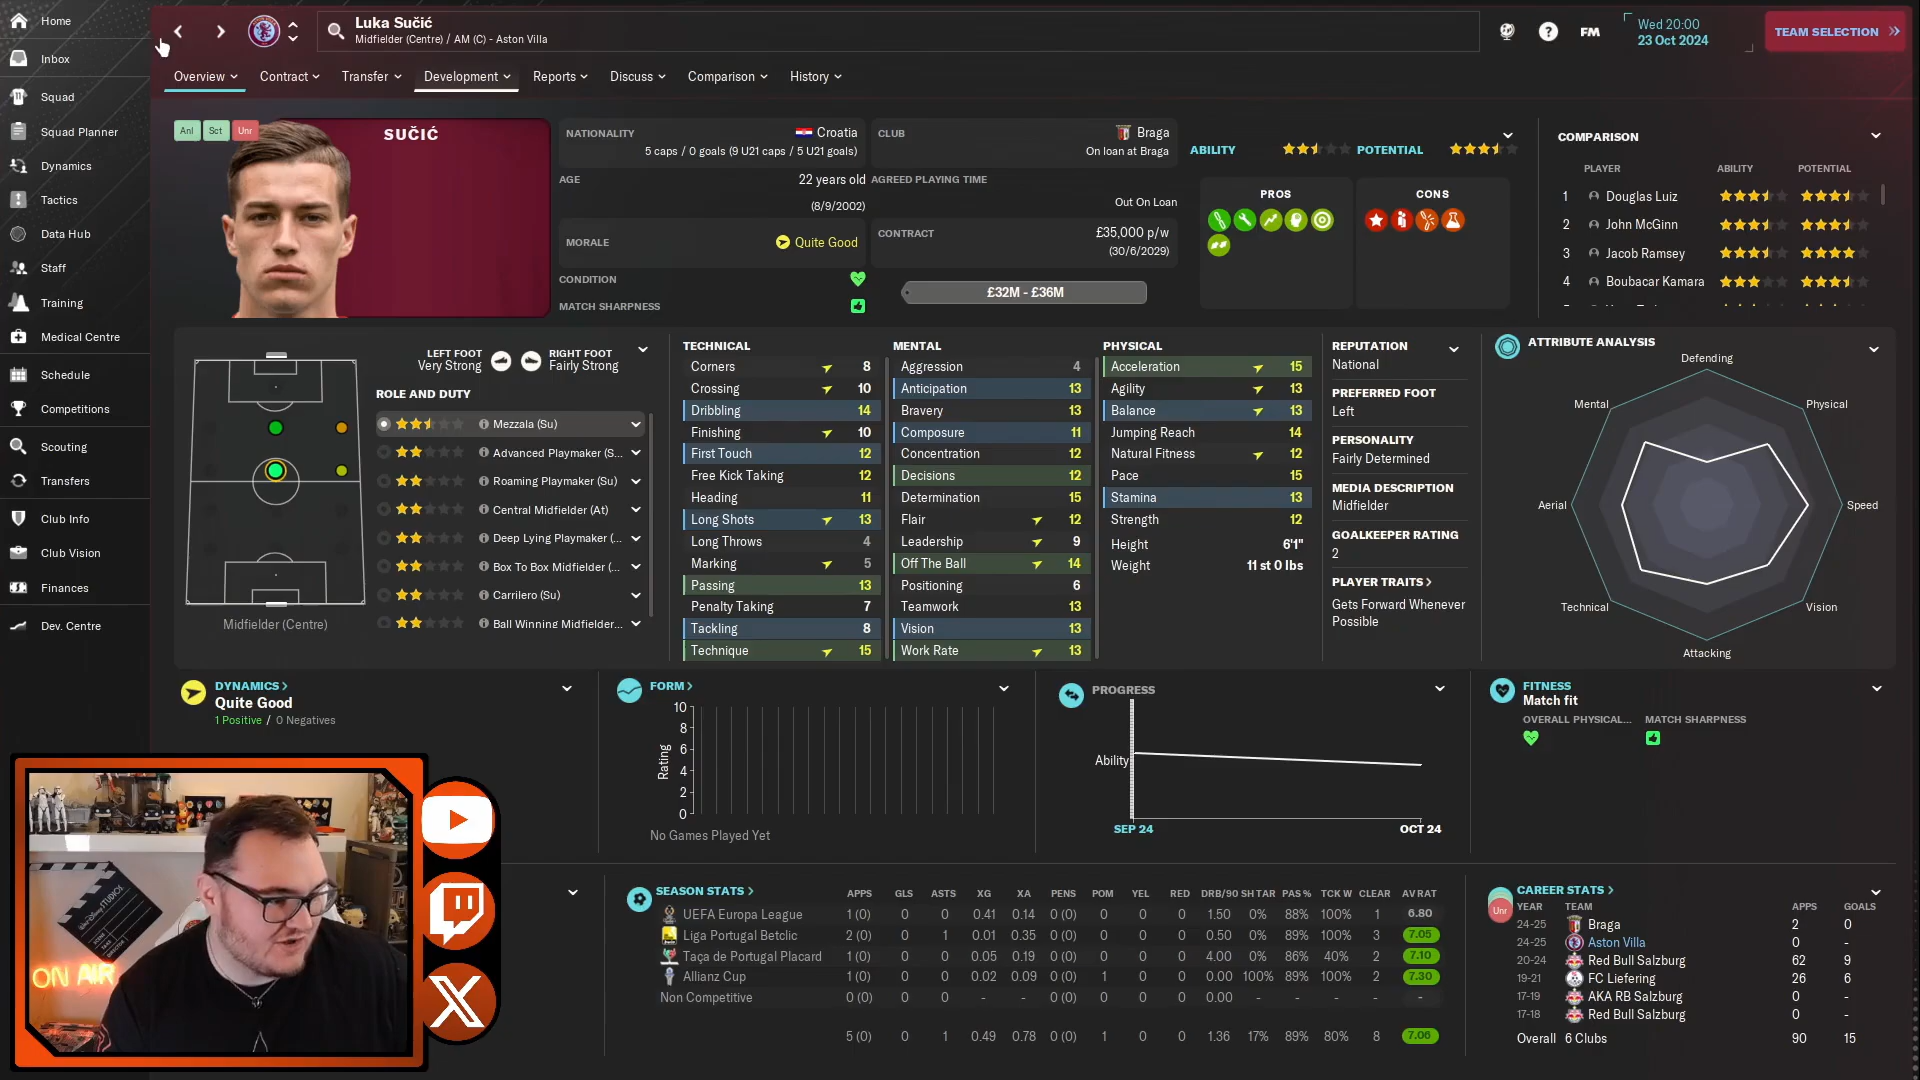 Home
Inbox
Squad
Squad Planner
Dynamics
Tactics
Data Hub
Staff
Training
Medical Centre
Schedule
Competitions
Scouting
Transfers
Club Info
Club Vision
Finances
Dev. Centre
Luka Sučić
Midfielder (Centre) / AM (C) - Aston Villa
FM
Wed 20:00
23 Oct 2024
TEAM SELECTION
Overview Contract Transfer Development Reports Discuss Comparison History
Anl Sct Unr
SUČIĆ
NATIONALITY Croatia
5 caps / 0 goals (9 U21 caps / 5 U21 goals)
AGE 22 years old
(8/9/2002)
MORALE Quite Good
CONDITION
MATCH SHARPNESS
CLUB Braga
On loan at Braga
AGREED PLAYING TIME
Out On Loan
CONTRACT £35,000 p/w
(30/6/2029)
£32M - £36M
ABILITY POTENTIAL
PROS CONS
COMPARISON
PLAYER ABILITY POTENTIAL
1 Douglas Luiz
2 John McGinn
3 Jacob Ramsey
4 Boubacar Kamara
LEFT FOOT
Very Strong
RIGHT FOOT
Fairly Strong
ROLE AND DUTY
Mezzala (Su)
Advanced Playmaker (S...
Roaming Playmaker (Su)
Central Midfielder (At)
Deep Lying Playmaker (...
Box To Box Midfielder (...
Carrilero (Su)
Ball Winning Midfielder...
Midfielder (Centre)
TECHNICAL
Corners 8
Crossing 10
Dribbling 14
Finishing 10
First Touch 12
Free Kick Taking 12
Heading 11
Long Shots 13
Long Throws 4
Marking 5
Passing 13
Penalty Taking 7
Tackling 8
Technique 15
MENTAL
Aggression 4
Anticipation 13
Bravery 13
Composure 11
Concentration 12
Decisions 12
Determination 15
Flair 12
Leadership 9
Off The Ball 14
Positioning 6
Teamwork 13
Vision 13
Work Rate 13
PHYSICAL
Acceleration 15
Agility 13
Balance 13
Jumping Reach 14
Natural Fitness 12
Pace 15
Stamina 13
Strength 12
Height 6'1"
Weight 11 st 0 lbs
REPUTATION
National
PREFERRED FOOT
Left
PERSONALITY
Fairly Determined
MEDIA DESCRIPTION
Midfielder
GOALKEEPER RATING
2
PLAYER TRAITS >
Gets Forward Whenever
Possible
ATTRIBUTE ANALYSIS
Defending
Mental Physical
Aerial Speed
Technical Vision
Attacking
DYNAMICS >
Quite Good
1 Positive / 0 Negatives
FORM >
Rating
10
8
6
4
2
0
No Games Played Yet
PROGRESS
Ability
SEP 24 OCT 24
FITNESS
Match fit
OVERALL PHYSICAL... MATCH SHARPNESS
ON AIR
SEASON STATS > APPS GLS ASTS XG XA PENS POM YEL RED DRB/90 SH TAR PAS % TCK W CLEAR AV RAT
UEFA Europa League 1 (0) 0 0 0.41 0.14 0 (0) 0 0 0 1.50 0% 88% 100% 1 6.80
Liga Portugal Betclic 2 (0) 0 1 0.01 0.35 0 (0) 0 0 0 0.50 0% 89% 100% 3 7.05
Taça de Portugal Placard 1 (0) 0 0 0.05 0.19 0 (0) 0 0 0 4.00 0% 86% 40% 2 7.10
Allianz Cup 1 (0) 0 0 0.02 0.09 0 (0) 1 0 0 0.00 100% 89% 100% 2 7.30
Non Competitive 0 (0) 0 0 - - 0 (0) 0 0 0 0.00 - - - - -
5 (0) 0 1 0.49 0.78 0 (0) 1 0 0 1.36 17% 89% 80% 8 7.06
Unr
CAREER STATS >
YEAR TEAM APPS GOALS
24-25 Braga 2 0
24-25 Aston Villa 0 -
20-24 Red Bull Salzburg 62 9
19-21 FC Liefering 26 6
17-19 AKA RB Salzburg 0 -
17-18 Red Bull Salzburg 0 -
Overall 6 Clubs 90 15